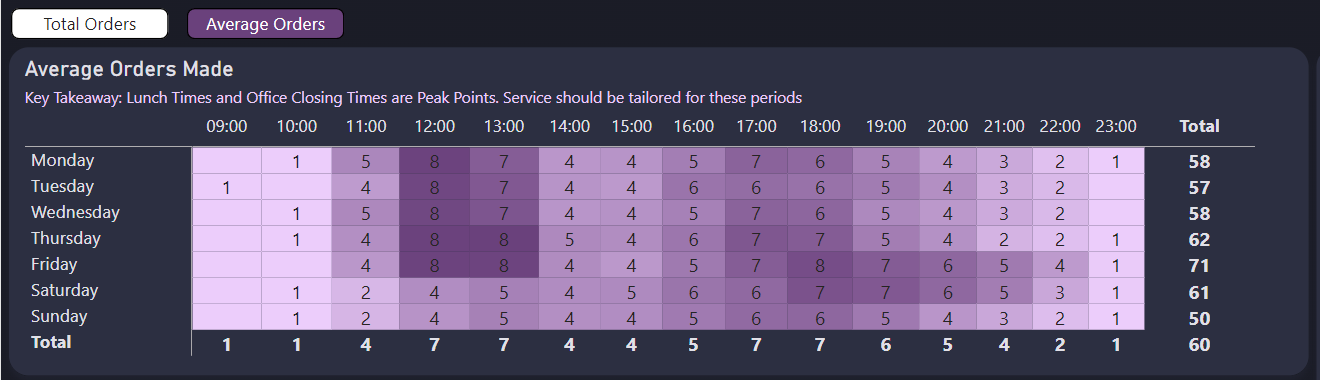 Total Orders Average Orders
Average Orders Made
Key Takeaway: Lunch Times and Office Closing Times are Peak Points. Service should be tailored for these periods
09:00 10:00 11:00 12:00 13:00 14:00 15:00 16:00 17:00 18:00 19:00 20:00 21:00 22:00 23:00 Total
Monday 1 5 8 7 4 4 5 7 6 5 4 3 2 1 58
Tuesday 1 4 8 7 4 4 6 6 6 5 4 3 2 57
Wednesday 1 5 8 7 4 4 5 7 6 5 4 3 2 58
Thursday 1 4 8 8 5 4 6 7 7 5 4 2 2 1 62
Friday 4 8 8 4 4 5 7 8 7 6 5 4 1 71
Saturday 1 2 4 5 4 5 6 6 7 7 6 5 3 1 61
Sunday 1 2 4 5 4 4 5 6 6 5 4 3 2 1 50
Total 1 1 4 7 7 4 4 5 7 7 6 5 4 2 1 60